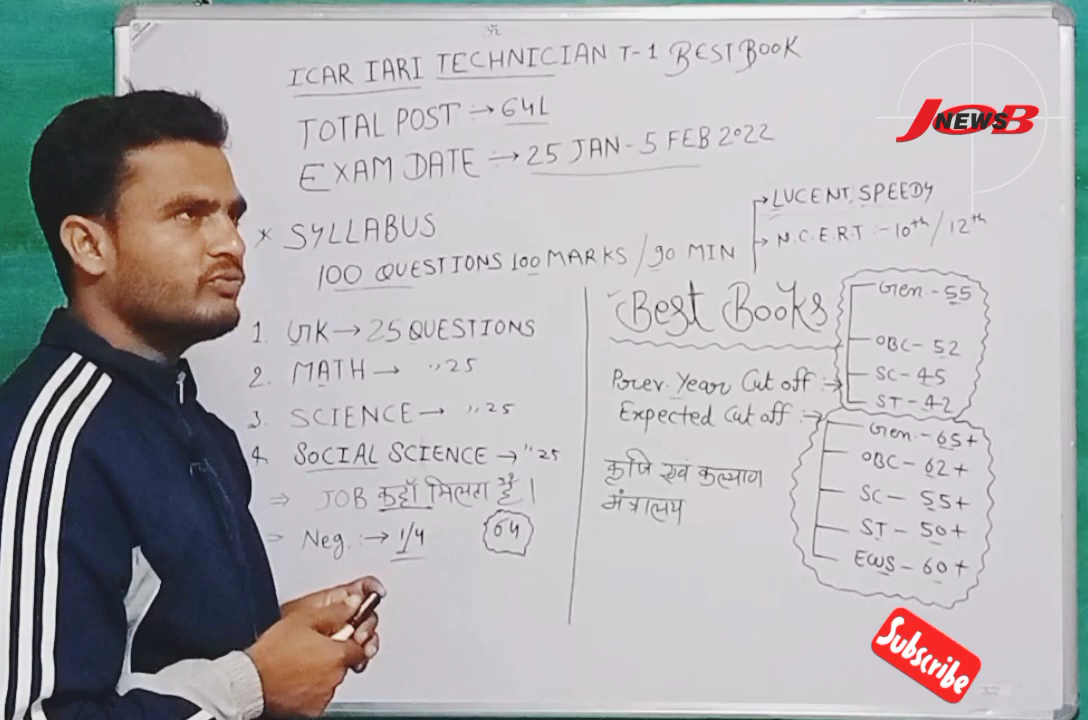 ICAR IARI TECHNICIAN T-1 BEST BOOK
TOTAL POST → 641
EXAM DATE → 25 JAN - 5 FEB 2022
* SYLLABUS
100 QUESTIONS 100 MARKS / 90 MIN
→ LUCENT, SPEEDY
→ N.C.E.R.T - 10th / 12th
1. GK → 25 QUESTIONS
2. MATH → ,, 25
3. SCIENCE → ,, 25
4. SOCIAL SCIENCE → " 25
⇒ JOB कहाँ मिलेगा है।
⇒ Neg. :→ 1/4
64
Best Books
Prev. Year Cut off :→
Gen - 55
OBC - 52
SC - 45
ST - 42
Expected Cut off :→
Gen. - 65+
OBC - 62+
SC - 55+
ST - 50+
EWS - 60+
कृषि एवं कल्याण
मंत्रालय
JOB
NEWS
Subscribe